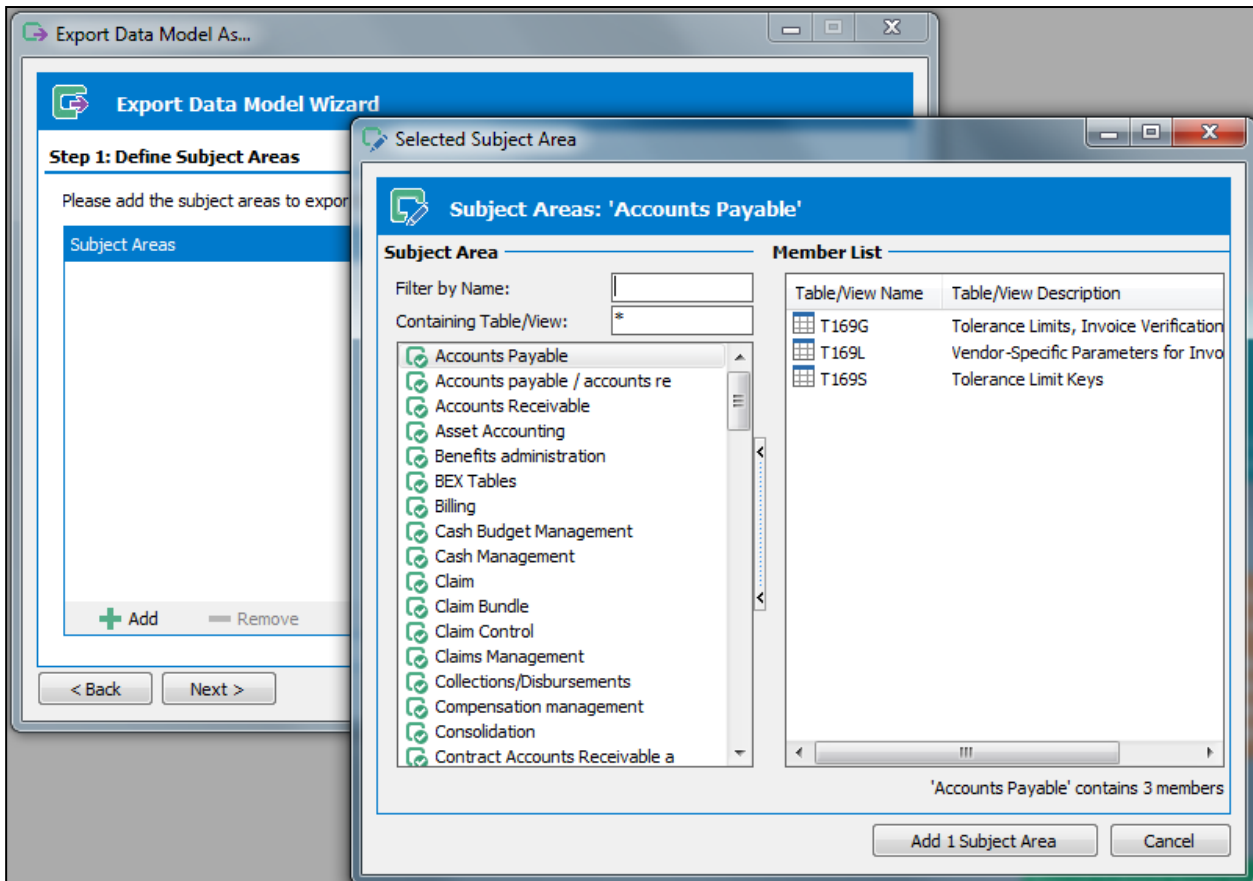 Export Data Model As...
Export Data Model Wizard
Step 1: Define Subject Areas
Please add the subject areas to expor
Subject Areas
Add
Remove
< Back
Next >
Selected Subject Area
Subject Areas: 'Accounts Payable'
Subject Area
Filter by Name:
Containing Table/View:
*
Accounts Payable
Accounts payable / accounts re
Accounts Receivable
Asset Accounting
Benefits administration
BEX Tables
Billing
Cash Budget Management
Cash Management
Claim
Claim Bundle
Claim Control
Claims Management
Collections/Disbursements
Compensation management
Consolidation
Contract Accounts Receivable a
Member List
Table/View Name Table/View Description
T169G Tolerance Limits, Invoice Verification
T169L Vendor-Specific Parameters for Invo
T169S Tolerance Limit Keys
'Accounts Payable' contains 3 members
Add 1 Subject Area
Cancel